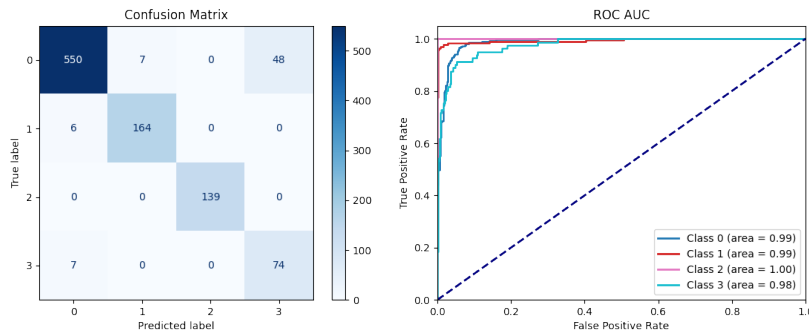 Confusion Matrix
0
1
2
3
True label
550 7 0 48
6 164 0 0
0 0 139 0
7 0 0 74
0 1 2 3
Predicted label
500
400
300
200
100
0
ROC AUC
1.0
0.8
0.6
0.4
0.2
0.0
True Positive Rate
Class 0 (area = 0.99)
Class 1 (area = 0.99)
Class 2 (area = 1.00)
Class 3 (area = 0.98)
0.0 0.2 0.4 0.6 0.8 1.0
False Positive Rate